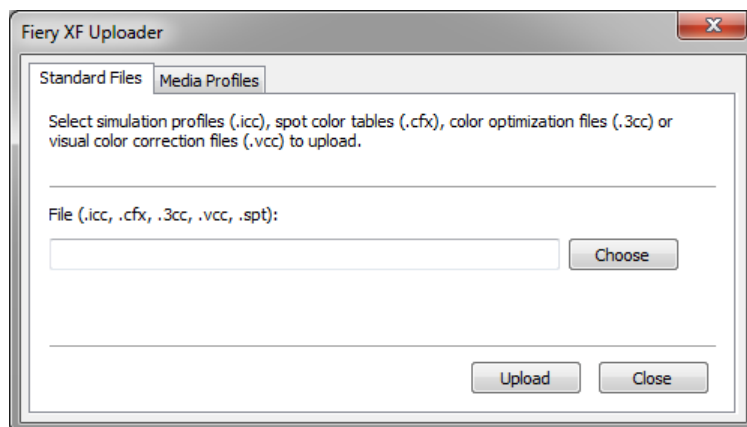 Fiery XF Uploader
Standard Files
Media Profiles
Select simulation profiles (.icc), spot color tables (.cfx), color optimization files (.3cc) or
visual color correction files (.vcc) to upload.
File (.icc, .cfx, .3cc, .vcc, .spt):
Choose
Upload
Close